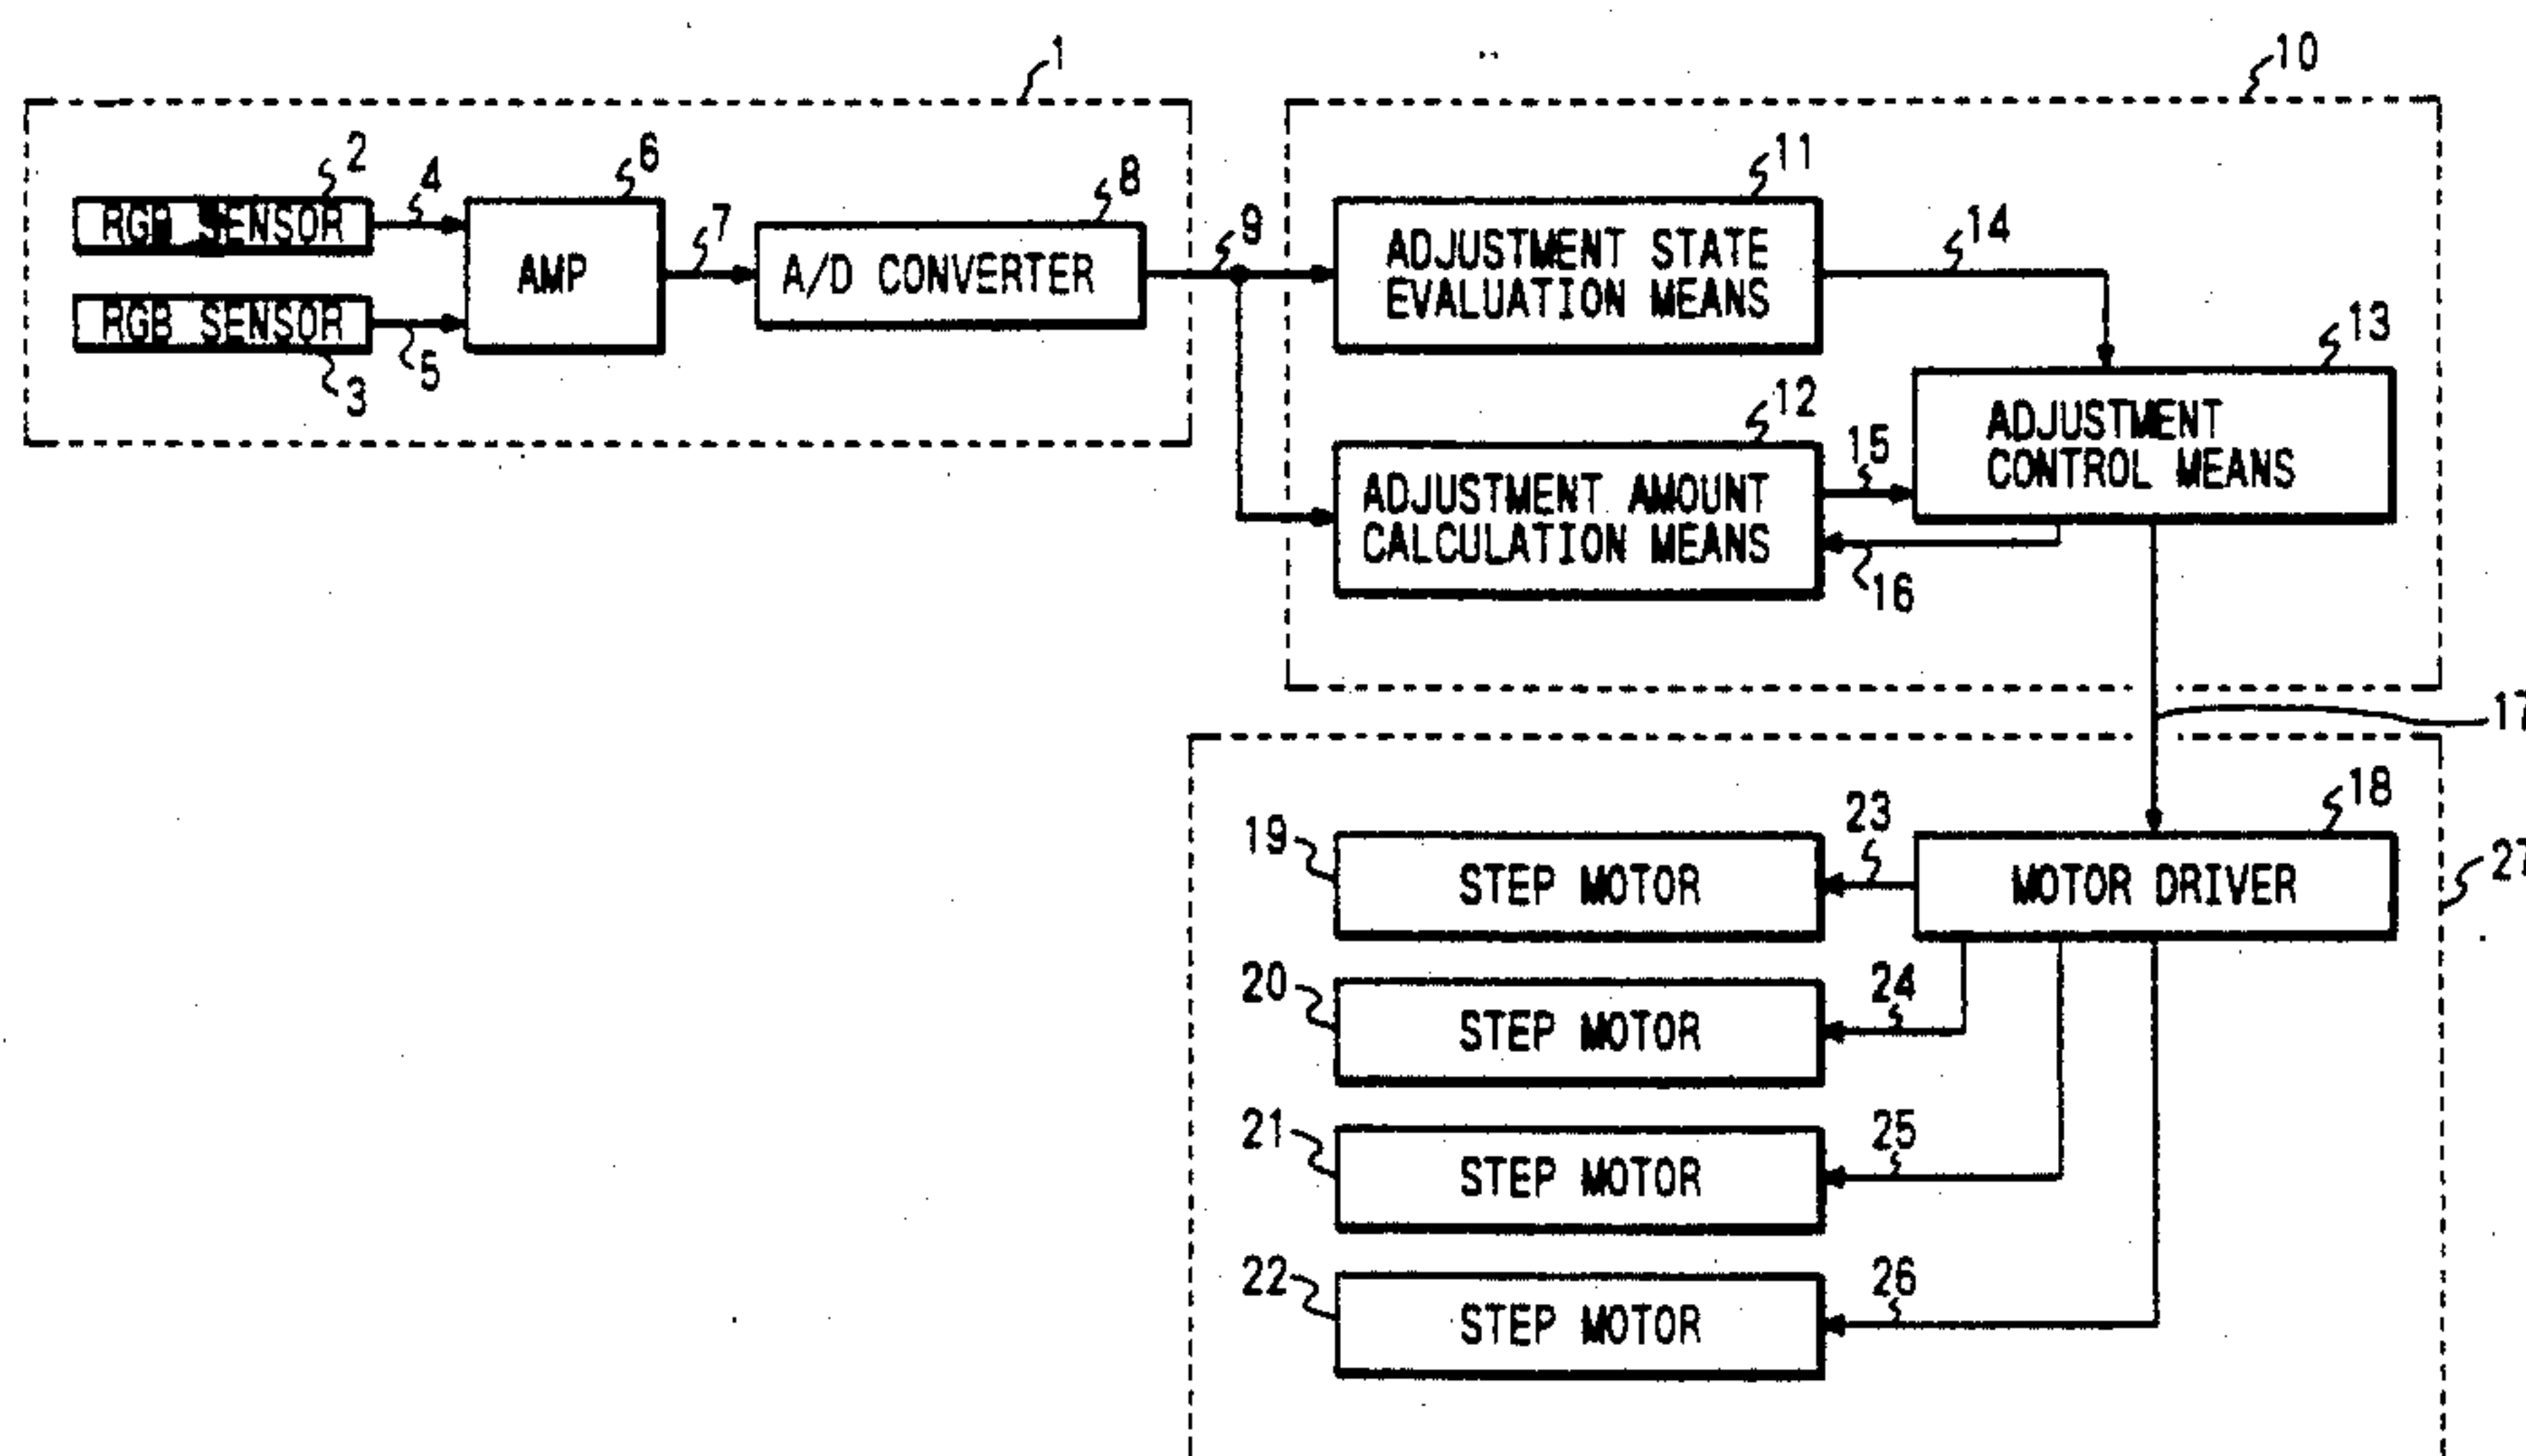 1
10
2
RGB SENSOR
4
6
AMP
7
8
A/D CONVERTER
9
RGB SENSOR
3
5
11
ADJUSTMENT STATE
EVALUATION MEANS
14
13
ADJUSTMENT
CONTROL MEANS
12
ADJUSTMENT AMOUNT
CALCULATION MEANS
15
16
17
18
MOTOR DRIVER
27
19
STEP MOTOR
23
20
STEP MOTOR
24
21
STEP MOTOR
25
22
STEP MOTOR
26